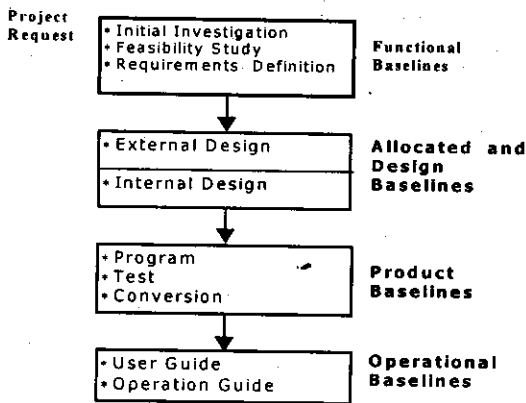 Project
Request
* Initial Investigation
* Feasibility Study
* Requirements Definition
Functional
Baselines
* External Design
* Internal Design
Allocated and
Design
Baselines
* Program
* Test
* Conversion
Product
Baselines
* User Guide
* Operation Guide
Operational
Baselines